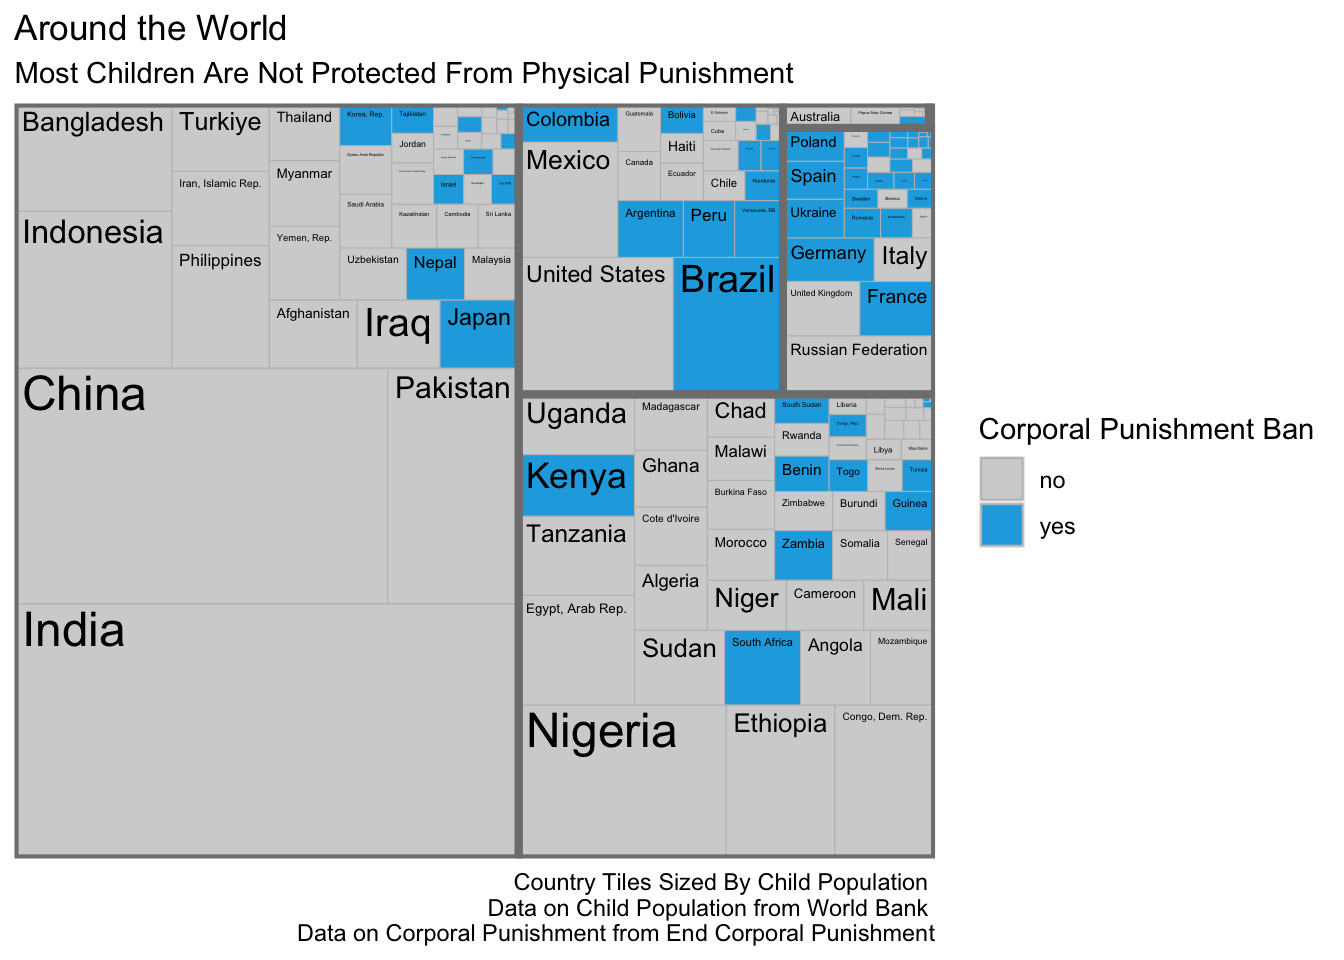 Around the World
Most Children Are Not Protected From Physical Punishment
Bangladesh
Turkiye
Thailand
Korea, Rep.
Tajikistan
Jordan
Syrian Arab Republic
Indonesia
Iran, Islamic Rep.
Myanmar
Israel
Saudi Arabia
Kazakhstan
Cambodia
Sri Lanka
Philippines
Yemen, Rep.
Uzbekistan
Nepal
Malaysia
Afghanistan
Iraq
Japan
China
Pakistan
India
Colombia
Guatemala
Bolivia
El Salvador
Cuba
Mexico
Canada
Haiti
Ecuador
Chile
Honduras
Argentina
Peru
Venezuela, RB
United States
Brazil
Australia
Papua New Guinea
Poland
Spain
Sweden
Belarus
Ukraine
Romania
Netherlands
Germany
Italy
United Kingdom
France
Russian Federation
Uganda
Madagascar
Chad
South Sudan
Liberia
Congo, Rep.
Rwanda
Kenya
Ghana
Malawi
Libya
Mauritania
Benin
Togo
Sierra Leone
Tunisia
Burkina Faso
Zimbabwe
Burundi
Guinea
Tanzania
Cote d'Ivoire
Morocco
Zambia
Somalia
Senegal
Egypt, Arab Rep.
Algeria
Niger
Cameroon
Mali
Sudan
South Africa
Angola
Mozambique
Nigeria
Ethiopia
Congo, Dem. Rep.
Corporal Punishment Ban
no
yes
Country Tiles Sized By Child Population
Data on Child Population from World Bank
Data on Corporal Punishment from End Corporal Punishment